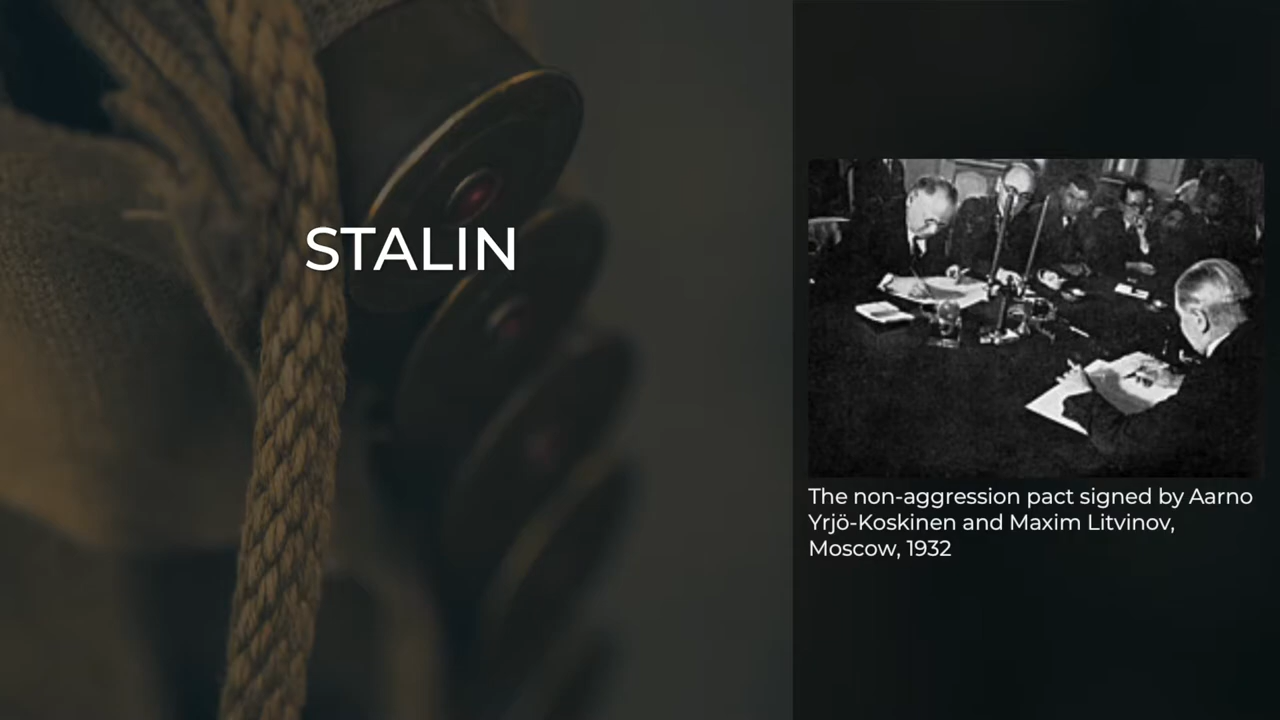 STALIN
The non-aggression pact signed by Aarno
Yrjö-Koskinen and Maxim Litvinov,
Moscow, 1932